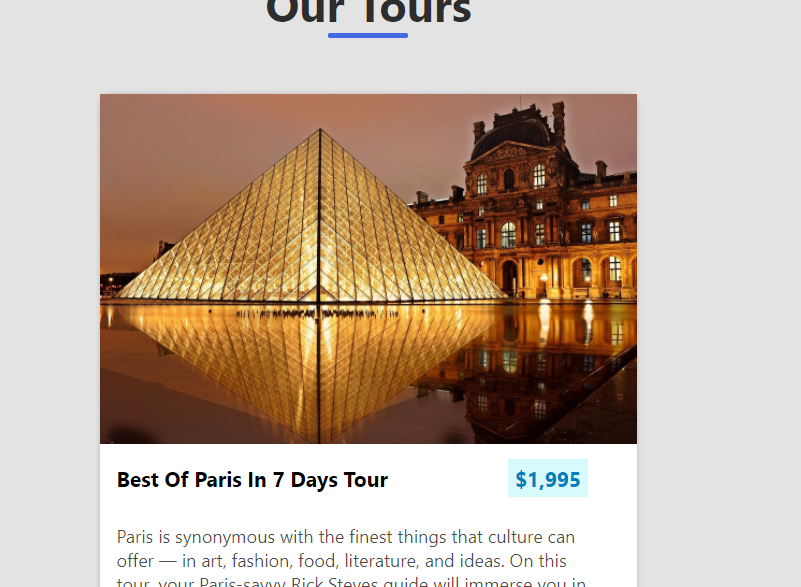 Our Tours
Best Of Paris In 7 Days Tour
$1,995
Paris is synonymous with the finest things that culture can
offer — in art, fashion, food, literature, and ideas. On this
tour, your Paris-savvy Rick Steves guide will immerse you in